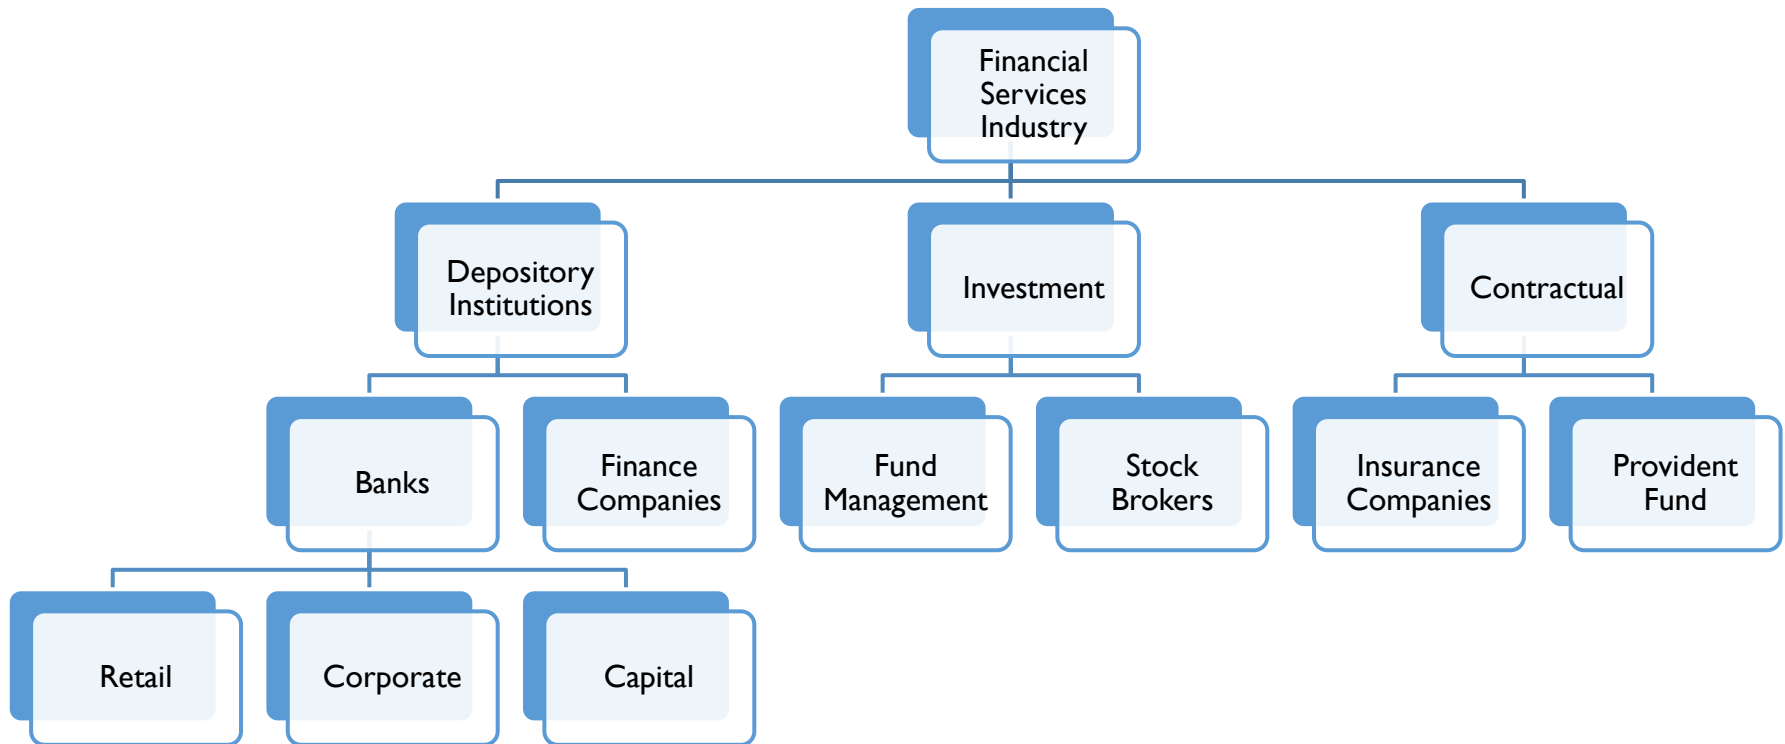 Financial
Services
Industry
Depository
Institutions
Investment
Contractual
Banks
Finance
Companies
Fund
Management
Stock
Brokers
Insurance
Companies
Provident
Fund
Retail
Corporate
Capital